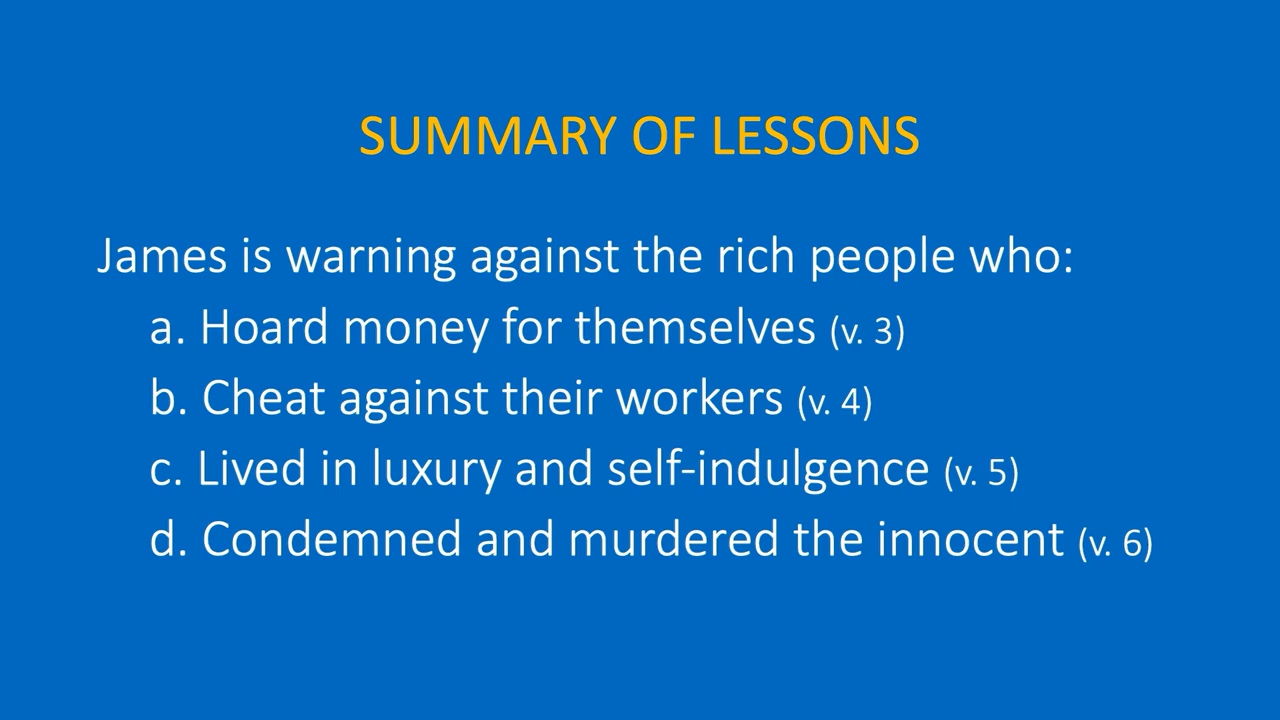 SUMMARY OF LESSONS
James is warning against the rich people who:
a. Hoard money for themselves (v. 3)
b. Cheat against their workers (v. 4)
c. Lived in luxury and self-indulgence (v. 5)
d. Condemned and murdered the innocent (v. 6)